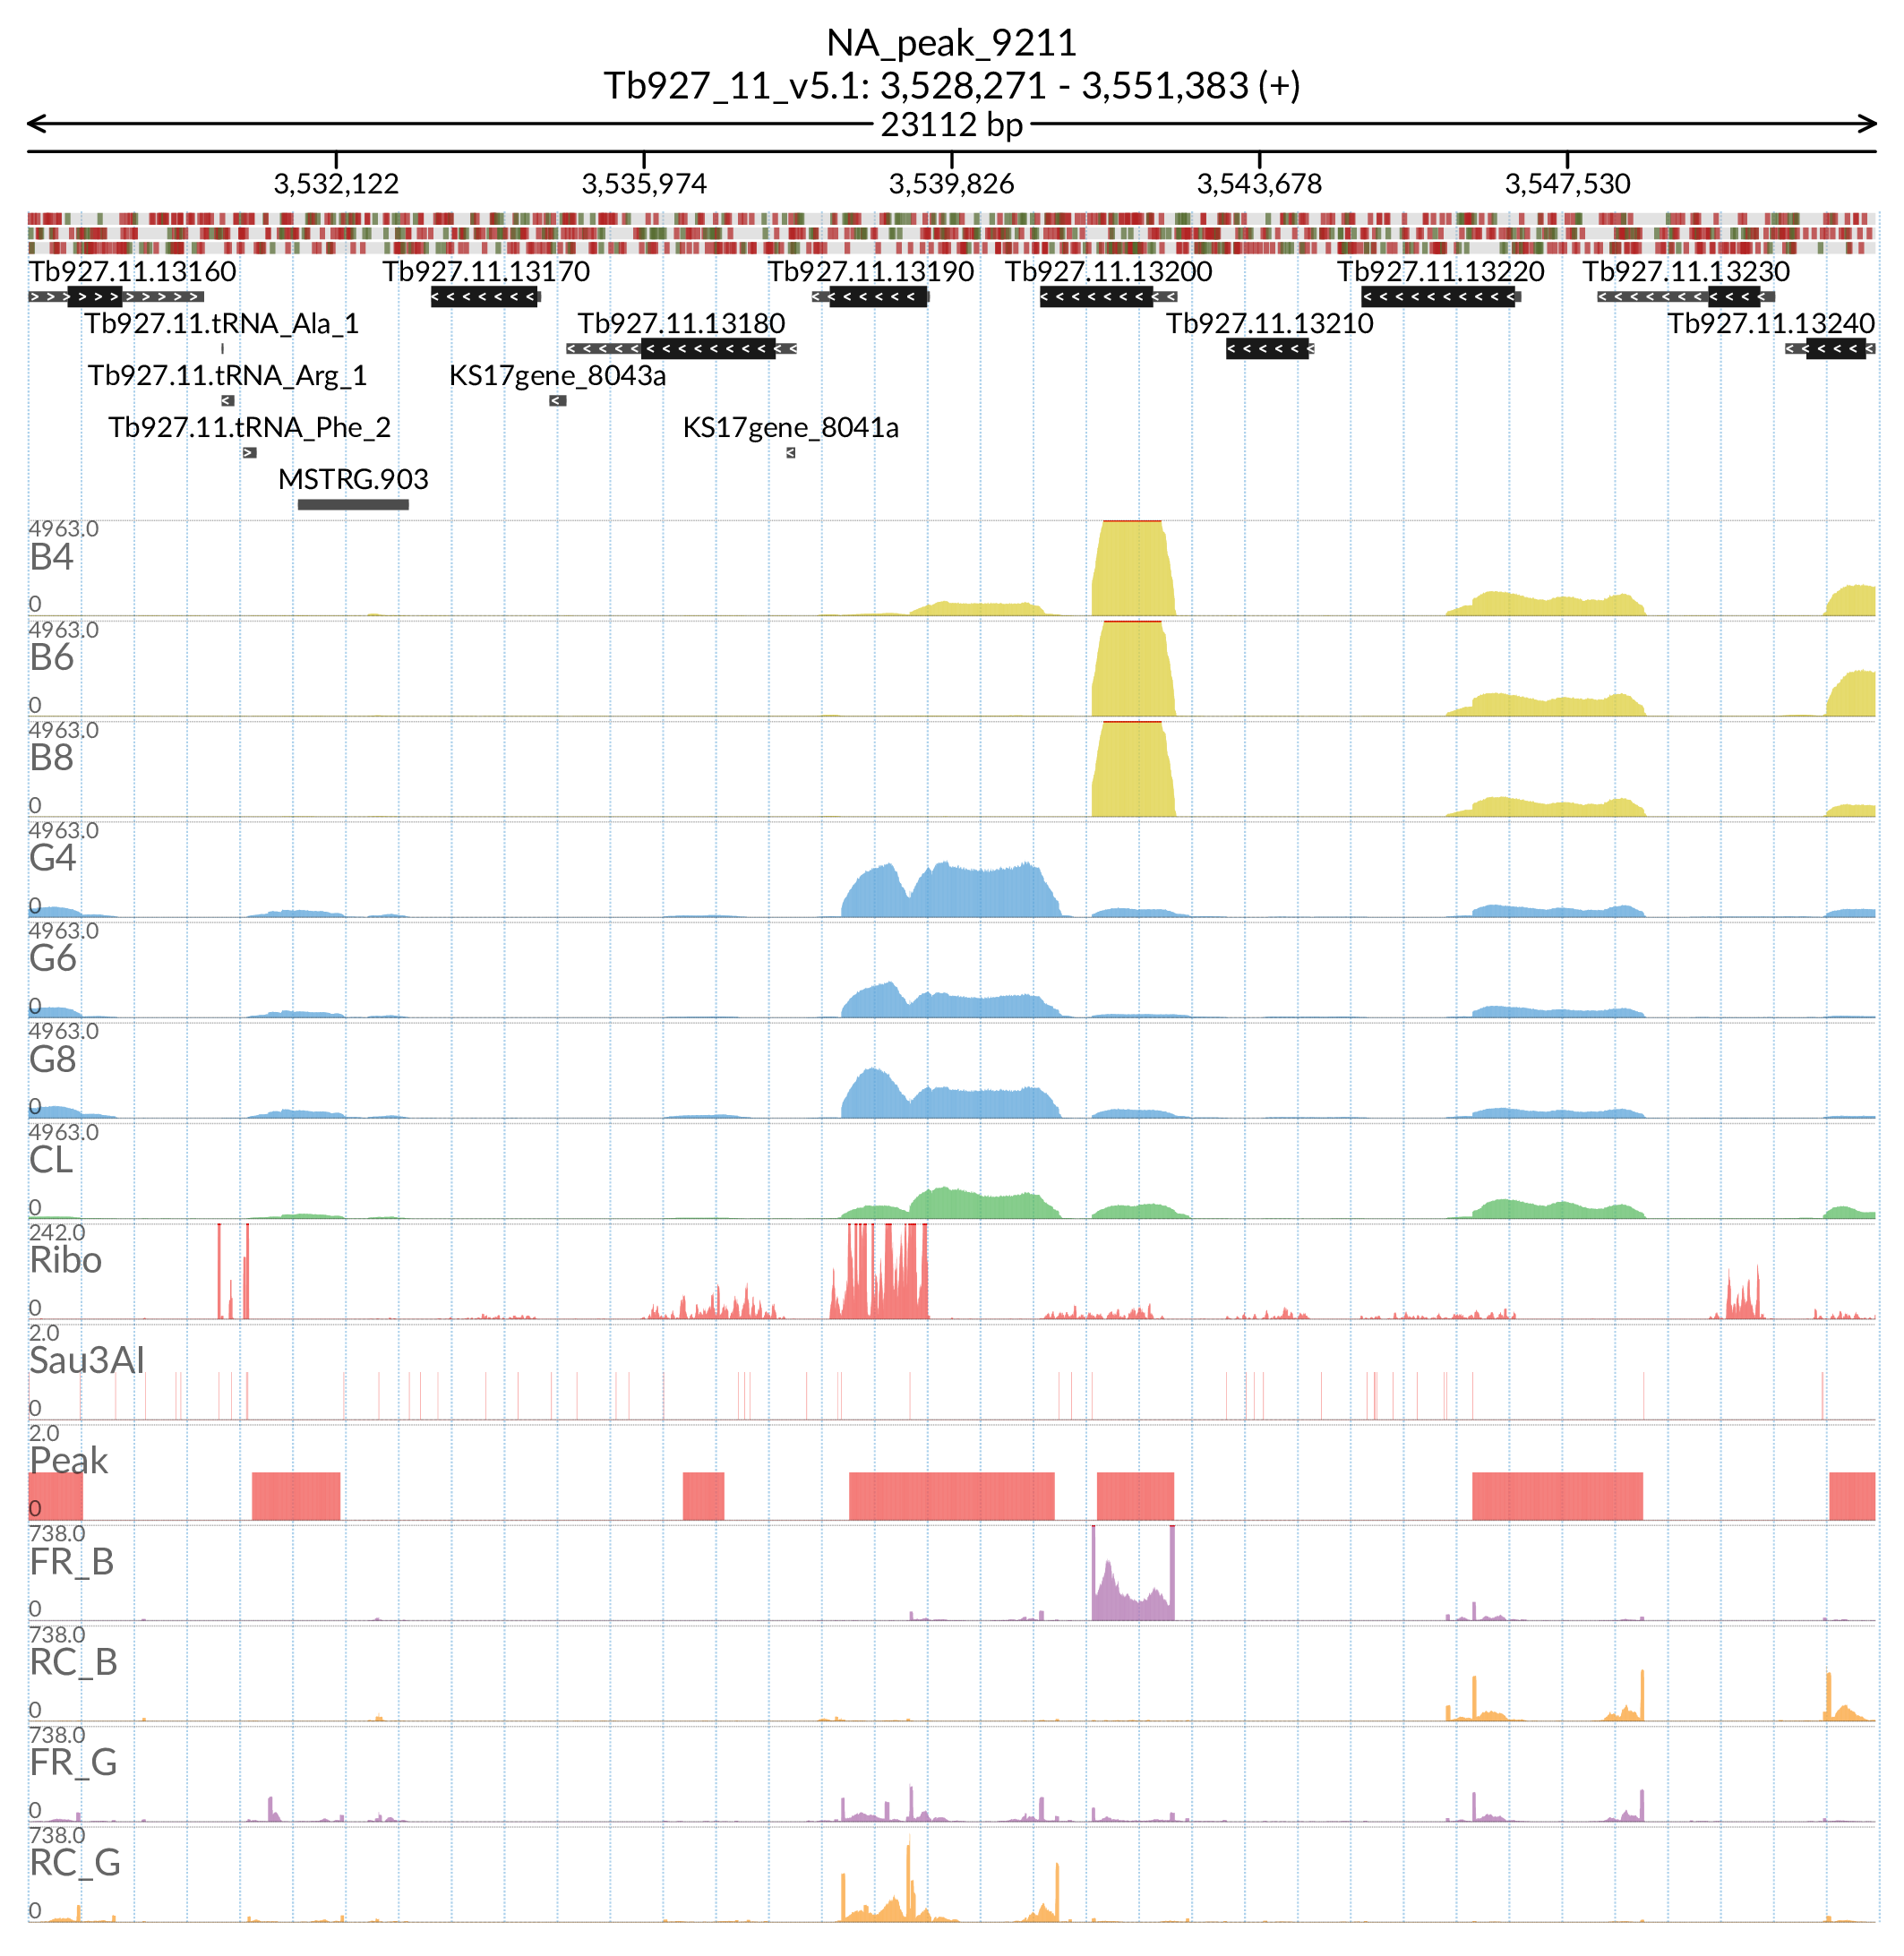 NA_peak_9211
Tb927_11_v5.1: 3,528,271 - 3,551,383 (+)
23112 bp
3,532,122 3,535,974 3,539,826 3,543,678 3,547,530
Tb927.11.13160 Tb927.11.13170 Tb927.11.13190 Tb927.11.13200 Tb927.11.13220 Tb927.11.13230
Tb927.11.tRNA_Ala_1 Tb927.11.13180 Tb927.11.13210 Tb927.11.13240
Tb927.11.tRNA_Arg_1 KS17gene_8043a
Tb927.11.tRNA_Phe_2 KS17gene_8041a
MSTRG.903
4963.0
B4
0
4963.0
B6
0
4963.0
B8
0
4963.0
G4
0
4963.0
G6
0
4963.0
G8
0
4963.0
CL
0
242.0
Ribo
0
2.0
Sau3AI
0
2.0
Peak
0
738.0
FR_B
0
738.0
RC_B
0
738.0
FR_G
0
738.0
RC_G
0